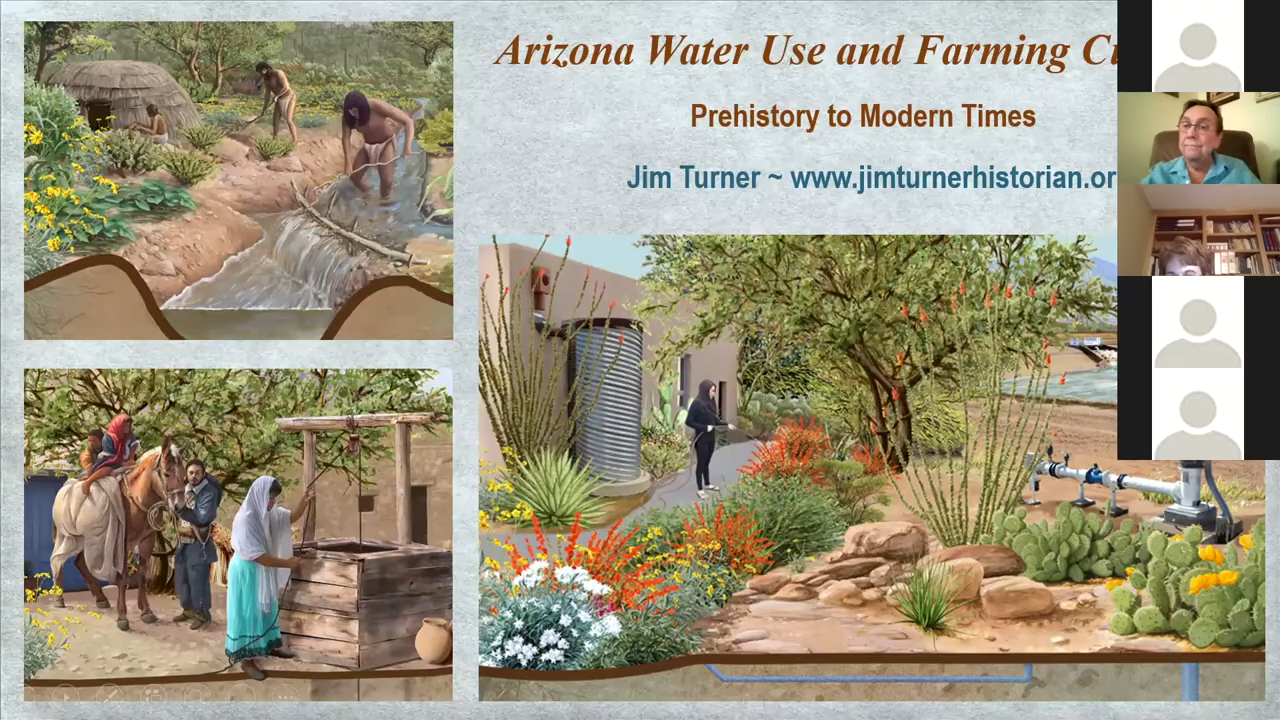 Arizona Water Use and Farming
Prehistory to Modern Times
Jim Turner ~ www.jimturnerhistorian.or